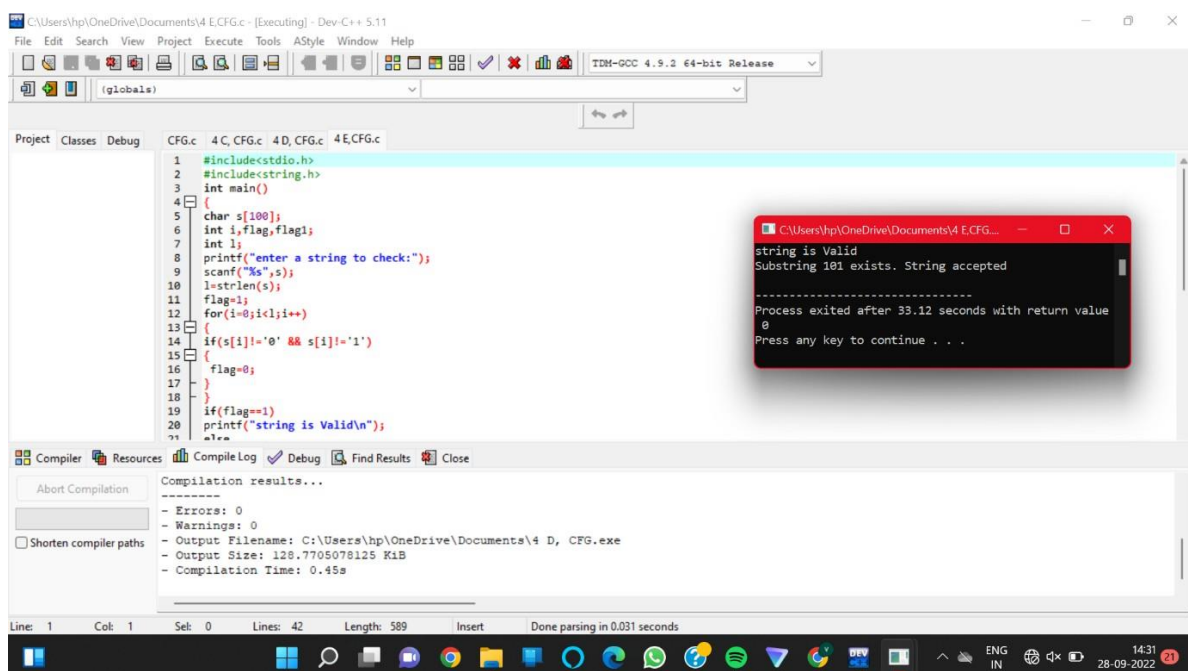 C:\Users\hp\OneDrive\Documents\4 E,CFG.c - [Executing] - Dev-C++ 5.11
File Edit Search View Project Execute Tools AStyle Window Help
TDM-GCC 4.9.2 64-bit Release
(globals)
Project Classes Debug
CFG.c 4 C, CFG.c 4 D, CFG.c 4 E,CFG.c
1 #include<stdio.h>
2 #include<string.h>
3 int main()
4 {
5 char s[100];
6 int i,flag,flag1;
7 int l;
8 printf("enter a string to check:");
9 scanf("%s",s);
10 l=strlen(s);
11 flag=1;
12 for(i=0;i<l;i++)
13 {
14 if(s[i]!='0' && s[i]!='1')
15 {
16 flag=0;
17 }
18 }
19 if(flag==1)
20 printf("string is Valid\n");
21 else
C:\Users\hp\OneDrive\Documents\4 E,CFG....
string is Valid
Substring 101 exists. String accepted
--------------------------------
Process exited after 33.12 seconds with return value
0
Press any key to continue . . .
Compiler Resources Compile Log Debug Find Results Close
Abort Compilation
Shorten compiler paths
Compilation results...
--------
- Errors: 0
- Warnings: 0
- Output Filename: C:\Users\hp\OneDrive\Documents\4 D, CFG.exe
- Output Size: 128.7705078125 KiB
- Compilation Time: 0.45s
Line: 1 Col: 1 Sel: 0 Lines: 42 Length: 589 Insert Done parsing in 0.031 seconds
DEV
ENG
IN
14:31
28-09-2022
21